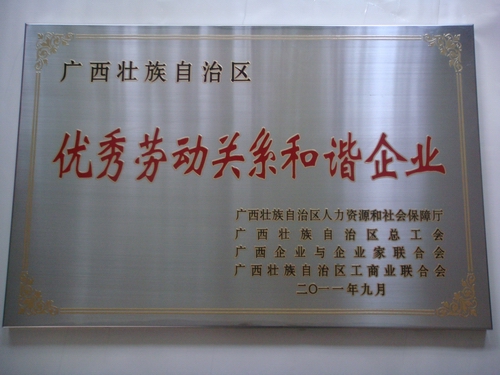 广西壮族自治区
优秀劳动关系和谐企业
广西壮族自治区人力资源和社会保障厅
广西壮族自治区总工会
广西企业与企业家联合会
广西壮族自治区工商业联合会
二〇一一年九月